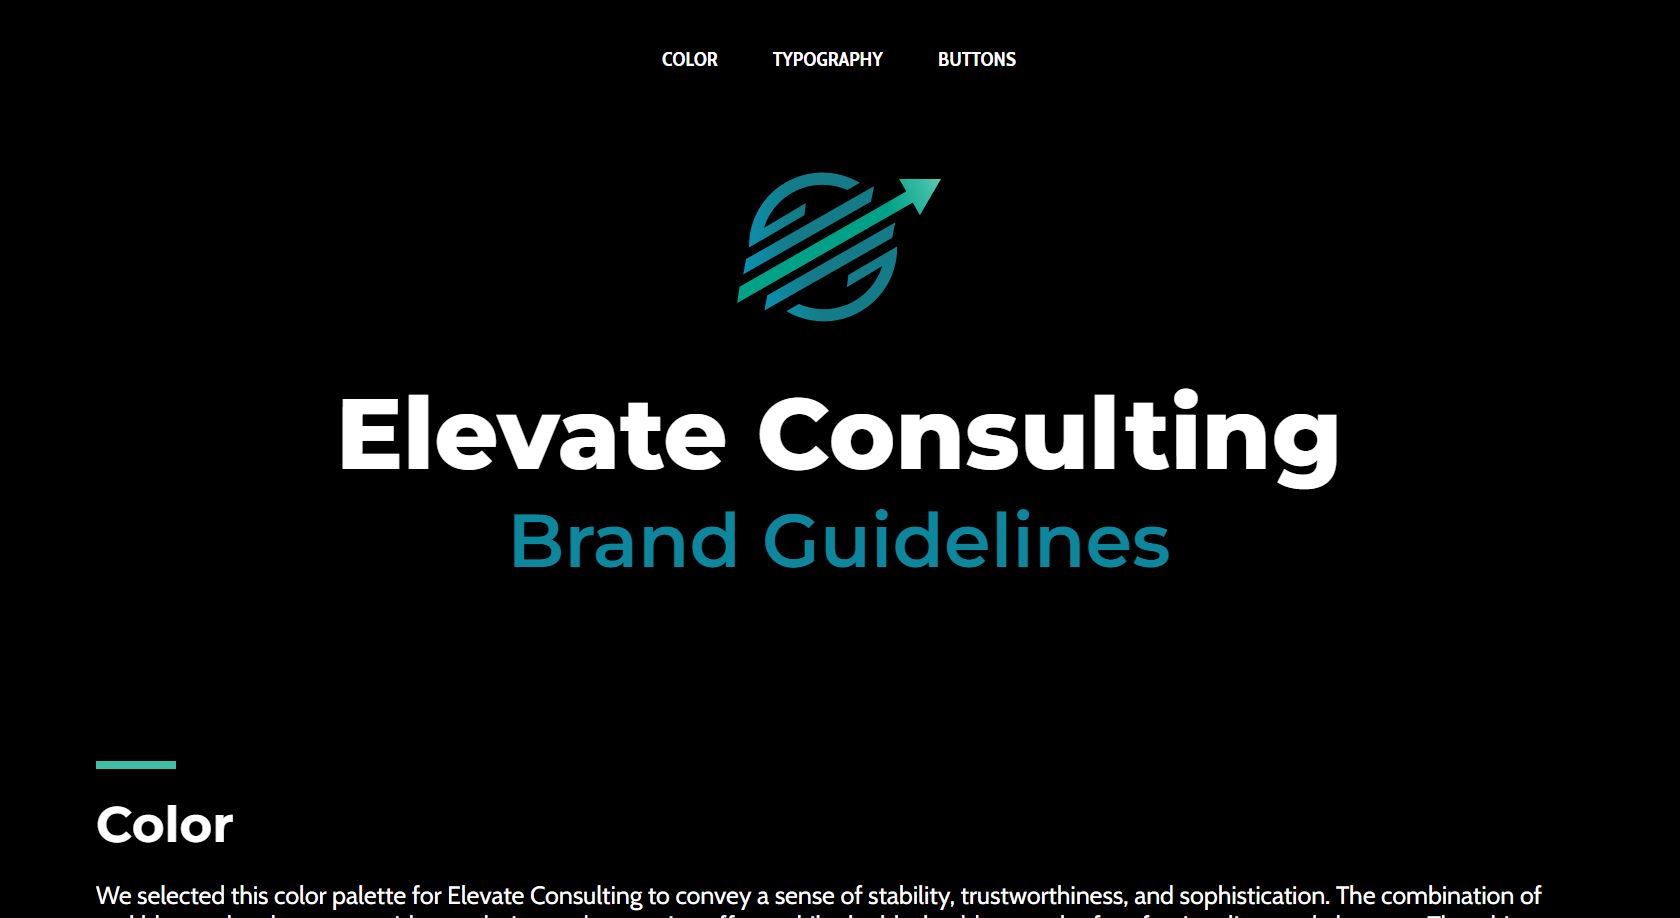 COLOR TYPOGRAPHY BUTTONS
Elevate Consulting
Brand Guidelines
Color
We selected this color palette for Elevate Consulting to convey a sense of stability, trustworthiness, and sophistication. The combination of